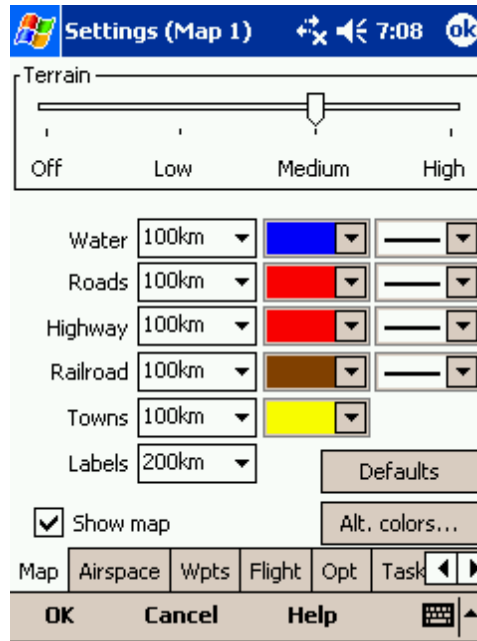 Settings (Map 1) 7:08 ok
Terrain
Off Low Medium High
Water 100km
Roads 100km
Highway 100km
Railroad 100km
Towns 100km
Labels 200km
Defaults
Show map Alt. colors...
Map Airspace Wpts Flight Opt Task
OK Cancel Help